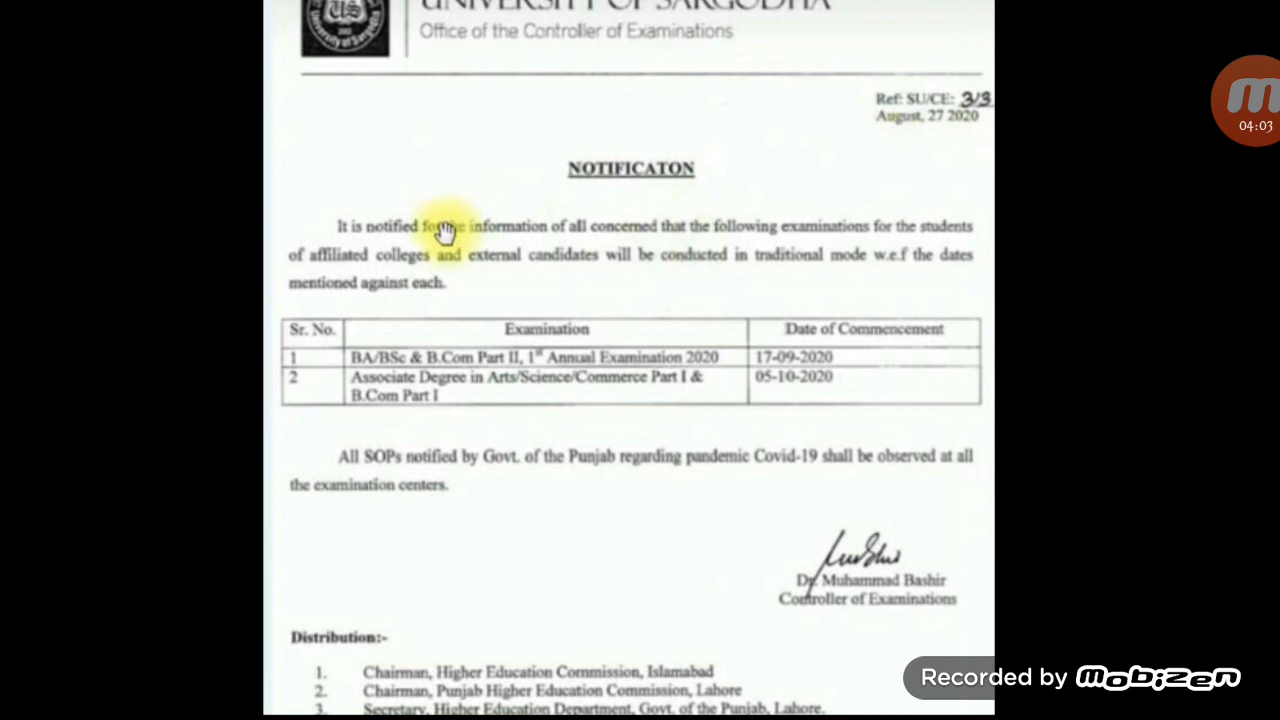 UNIVERSITY OF SARGODHA
Office of the Controller of Examinations
US
University of Sargodha
Ref: SU/CE: 313
August, 27 2020
04:03
NOTIFICATON
It is notified for the information of all concerned that the following examinations for the students
of affiliated colleges and external candidates will be conducted in traditional mode w.e.f the dates
mentioned against each.
Sr. No. Examination Date of Commencement
1 BA/BSc & B.Com Part II, 1st Annual Examination 2020 17-09-2020
2 Associate Degree in Arts/Science/Commerce Part I & 05-10-2020
B.Com Part I
All SOPs notified by Govt. of the Punjab regarding pandemic Covid-19 shall be observed at all
the examination centers.
Dr. Muhammad Bashir
Controller of Examinations
Distribution:-
1. Chairman, Higher Education Commission, Islamabad
2. Chairman, Punjab Higher Education Commission, Lahore
3. Secretary, Higher Education Department, Govt. of the Punjab, Lahore.
Recorded by mobizen